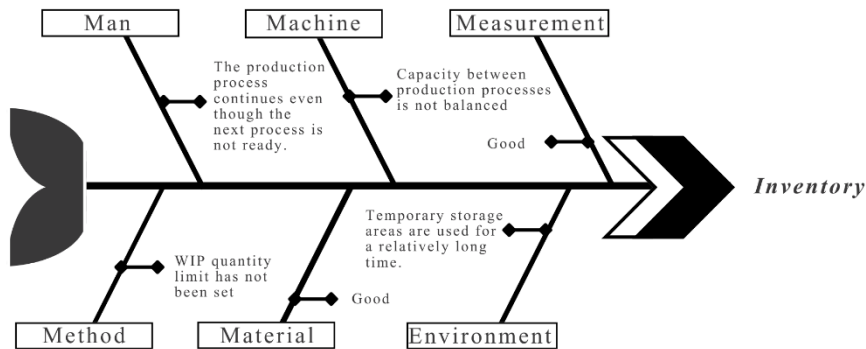 Man
Machine
Measurement
The production
process
continues even
though the
next process is
not ready.
Capacity between
production processes
is not balanced
Good
Inventory
Temporary storage
areas are used for
a relatively long
time.
WIP quantity
limit has not
been set
Good
Method
Material
Environment